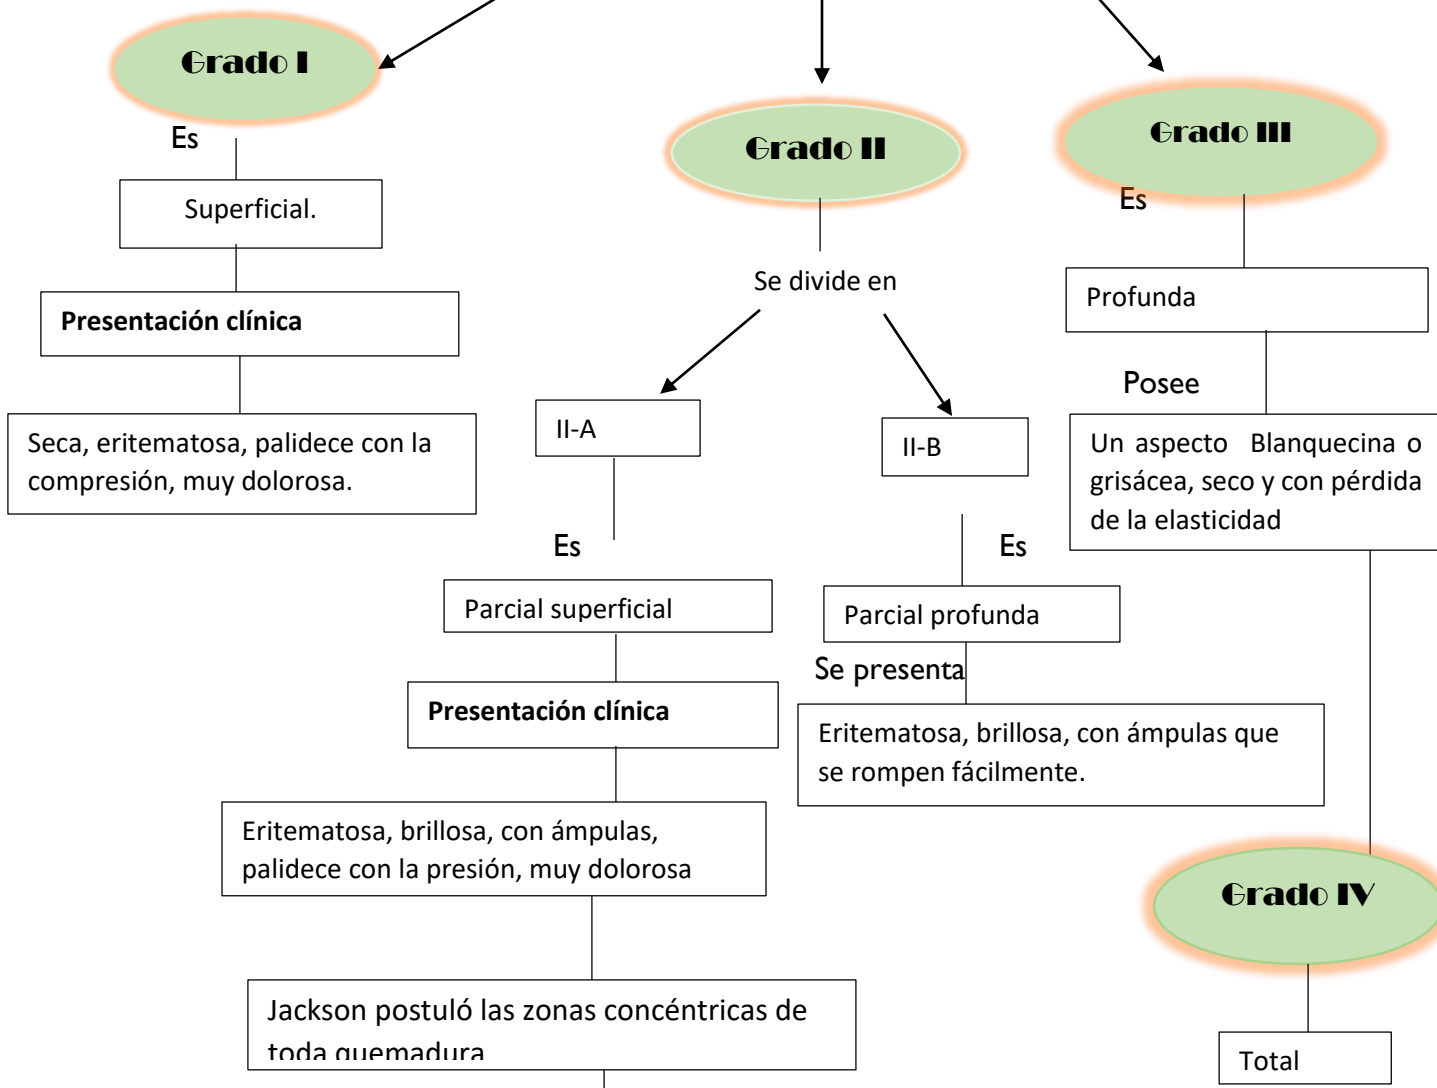 Grado I
Es
Superficial.
Presentación clínica
Seca, eritematosa, palidece con la
compresión, muy dolorosa.
Grado II
Se divide en
II-A
Es
Parcial superficial
Presentación clínica
Eritematosa, brillosa, con ámpulas,
palidece con la presión, muy dolorosa
Jackson postuló las zonas concéntricas de
toda quemadura
II-B
Es
Parcial profunda
Se presenta
Eritematosa, brillosa, con ámpulas que
se rompen fácilmente.
Grado III
Es
Profunda
Posee
Un aspecto Blanquecina o
grisácea, seco y con pérdida
de la elasticidad
Grado IV
Total